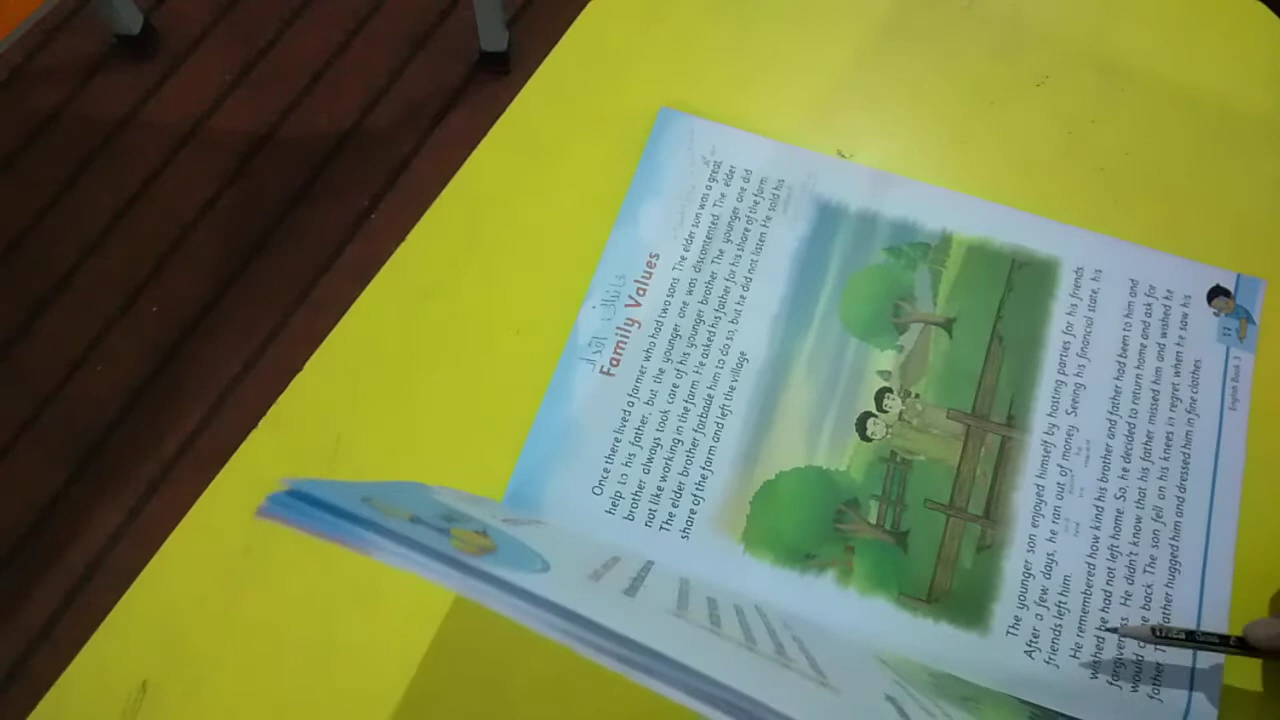 خاندانی اقدار
Family Values
Once there lived a farmer who had two sons. The elder son was a great
help to his father, but the younger one was discontented. The elder
brother always took care of his younger brother. The younger one did
not like working in the farm. He asked his father for his share of the farm.
The elder brother forbade him to do so, but he did not listen. He sold his
share of the farm and left the village
The younger son enjoyed himself by hosting parties for his friends
After a few days, he ran out of money Seeing his financial state, his
friends left him.
He remembered how kind his brother and father had been to him and
wished he had not left home. So, he decided to return home and ask for
forgiveness. He didn't know that his father missed him and wished he
would come back. The son fell on his knees in regret when he saw his
father. The father hugged him and dressed him in fine clothes.
English Book 3
17